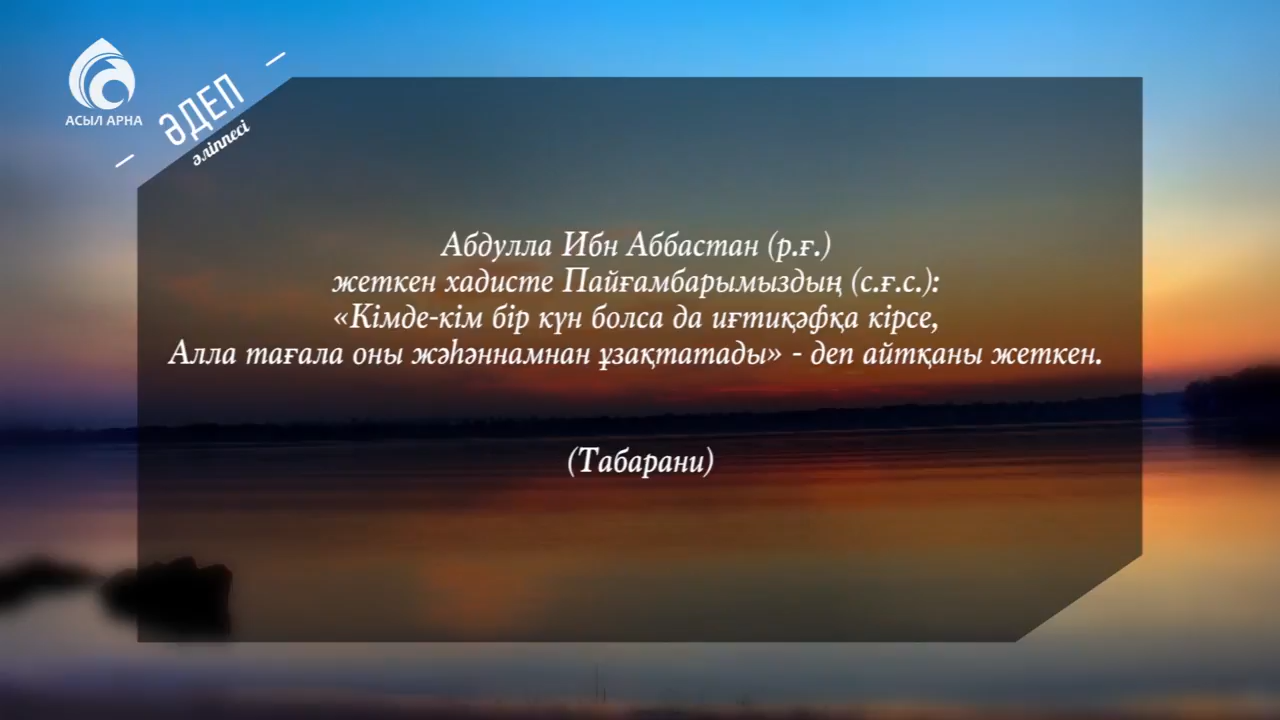 АСЫЛ АРНА
ӘДЕП
әліппесі
Абдулла Ибн Аббастан (р.ғ.)
жеткен хадисте Пайғамбарымыздың (с.ғ.с.):
«Кімде-кім бір күн болса да иғтиқәфқа кірсе,
Алла тағала оны жәһәннамнан ұзақтатады» - деп айтқаны жеткен.
(Табарани)